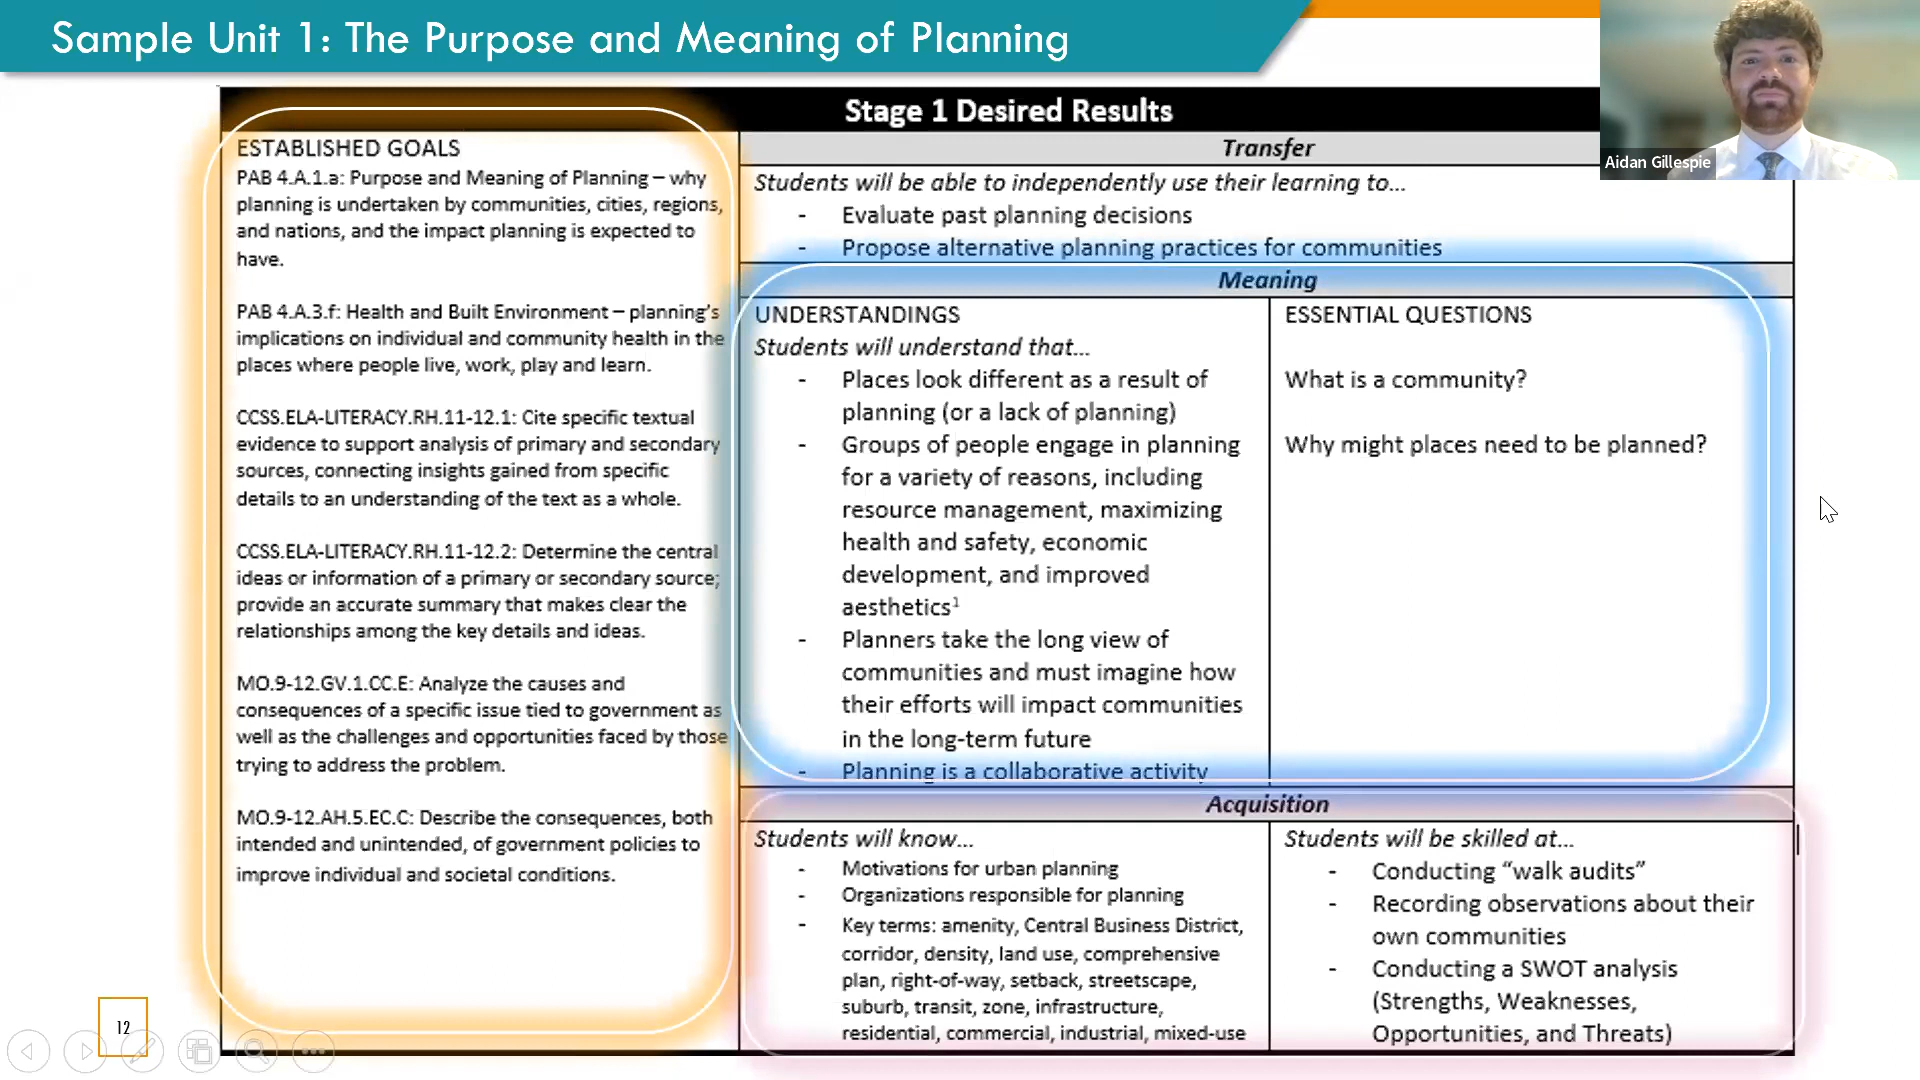 Sample Unit 1: The Purpose and Meaning of Planning
Aidan Gillespie
Stage 1 Desired Results
ESTABLISHED GOALS
PAB 4.A.1.a: Purpose and Meaning of Planning – why
planning is undertaken by communities, cities, regions,
and nations, and the impact planning is expected to
have.
PAB 4.A.3.f: Health and Built Environment – planning's
implications on individual and community health in the
places where people live, work, play and learn.
CCSS.ELA-LITERACY.RH.11-12.1: Cite specific textual
evidence to support analysis of primary and secondary
sources, connecting insights gained from specific
details to an understanding of the text as a whole.
CCSS.ELA-LITERACY.RH.11-12.2: Determine the central
ideas or information of a primary or secondary source;
provide an accurate summary that makes clear the
relationships among the key details and ideas.
MO.9-12.GV.1.CC.E: Analyze the causes and
consequences of a specific issue tied to government as
well as the challenges and opportunities faced by those
trying to address the problem.
MO.9-12.AH.5.EC.C: Describe the consequences, both
intended and unintended, of government policies to
improve individual and societal conditions.
Transfer
Students will be able to independently use their learning to...
- Evaluate past planning decisions
- Propose alternative planning practices for communities
Meaning
UNDERSTANDINGS
Students will understand that...
- Places look different as a result of
planning (or a lack of planning)
- Groups of people engage in planning
for a variety of reasons, including
resource management, maximizing
health and safety, economic
development, and improved
aesthetics¹
- Planners take the long view of
communities and must imagine how
their efforts will impact communities
in the long-term future
- Planning is a collaborative activity
ESSENTIAL QUESTIONS
What is a community?
Why might places need to be planned?
Acquisition
Students will know...
- Motivations for urban planning
- Organizations responsible for planning
- Key terms: amenity, Central Business District,
corridor, density, land use, comprehensive
plan, right-of-way, setback, streetscape,
suburb, transit, zone, infrastructure,
residential, commercial, industrial, mixed-use
Students will be skilled at...
- Conducting “walk audits”
- Recording observations about their
own communities
- Conducting a SWOT analysis
(Strengths, Weaknesses,
Opportunities, and Threats)
12